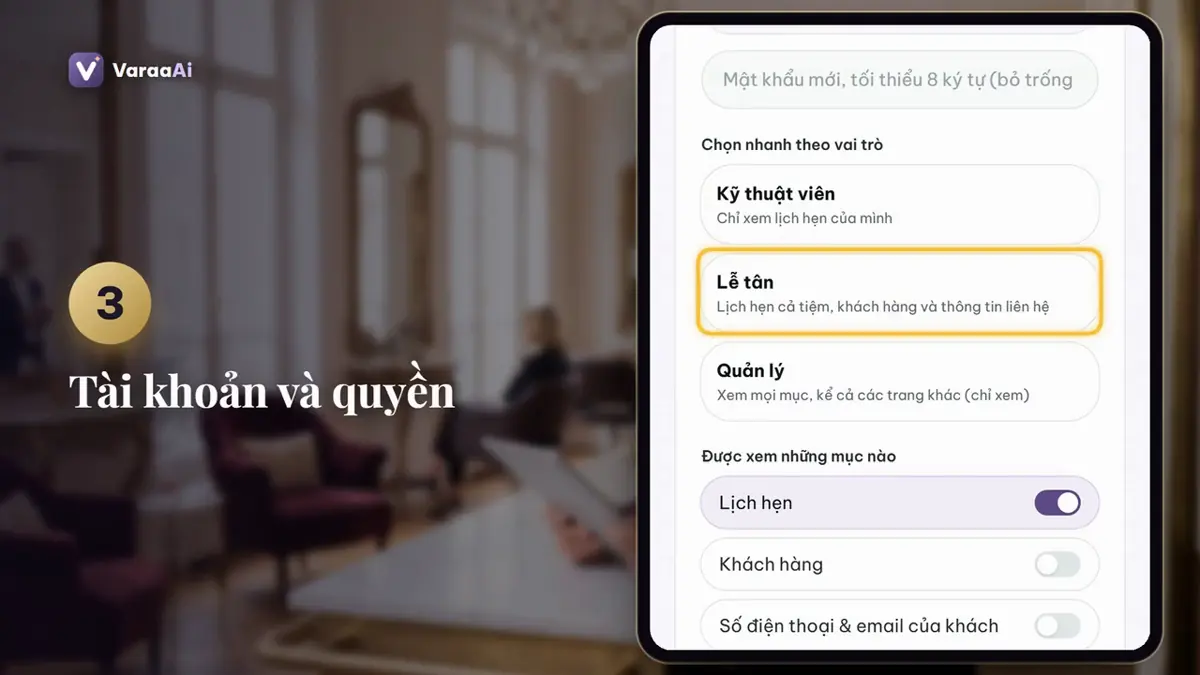 VaraaAi
3
Tài khoản và quyền
Mật khẩu mới, tối thiểu 8 ký tự (bỏ trống
Chọn nhanh theo vai trò
Kỹ thuật viên
Chỉ xem lịch hẹn của mình
Lễ tân
Lịch hẹn cả tiệm, khách hàng và thông tin liên hệ
Quản lý
Xem mọi mục, kể cả các trang khác (chỉ xem)
Được xem những mục nào
Lịch hẹn
Khách hàng
Số điện thoại & email của khách